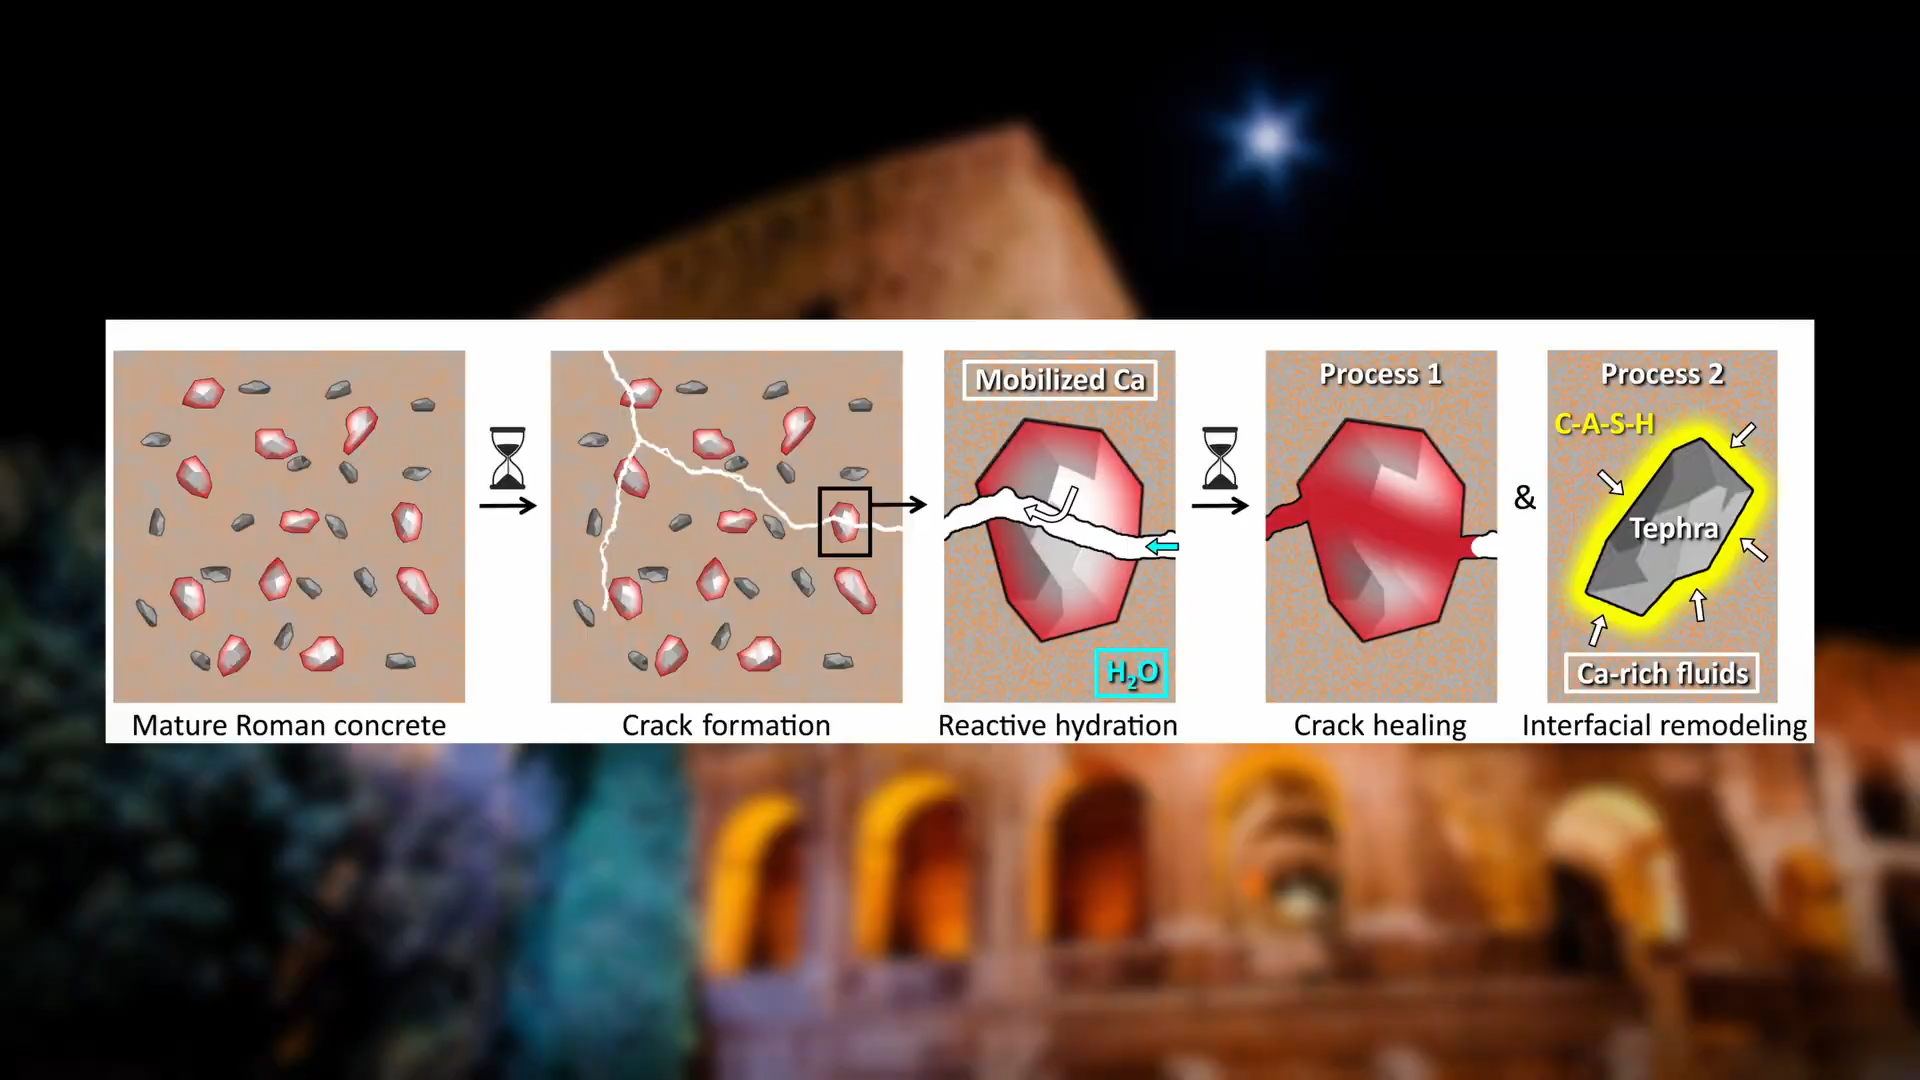 Mobilized Ca
H₂O
Process 1
&
Process 2
C-A-S-H
Tephra
Ca-rich fluids
Mature Roman concrete
Crack formation
Reactive hydration
Crack healing
Interfacial remodeling